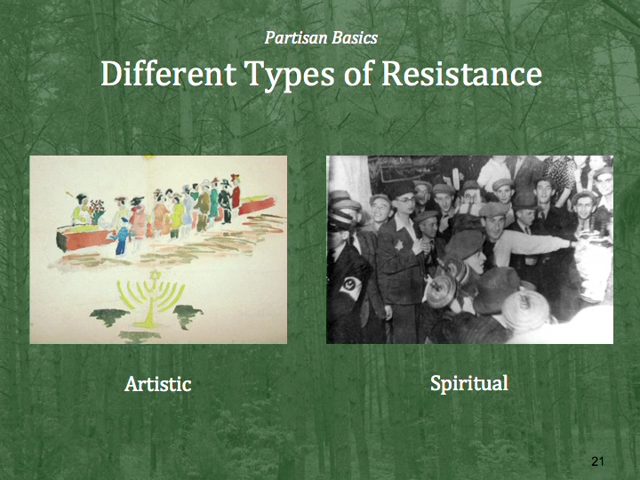 Partisan Basics
Different Types of Resistance
Artistic
Spiritual
21